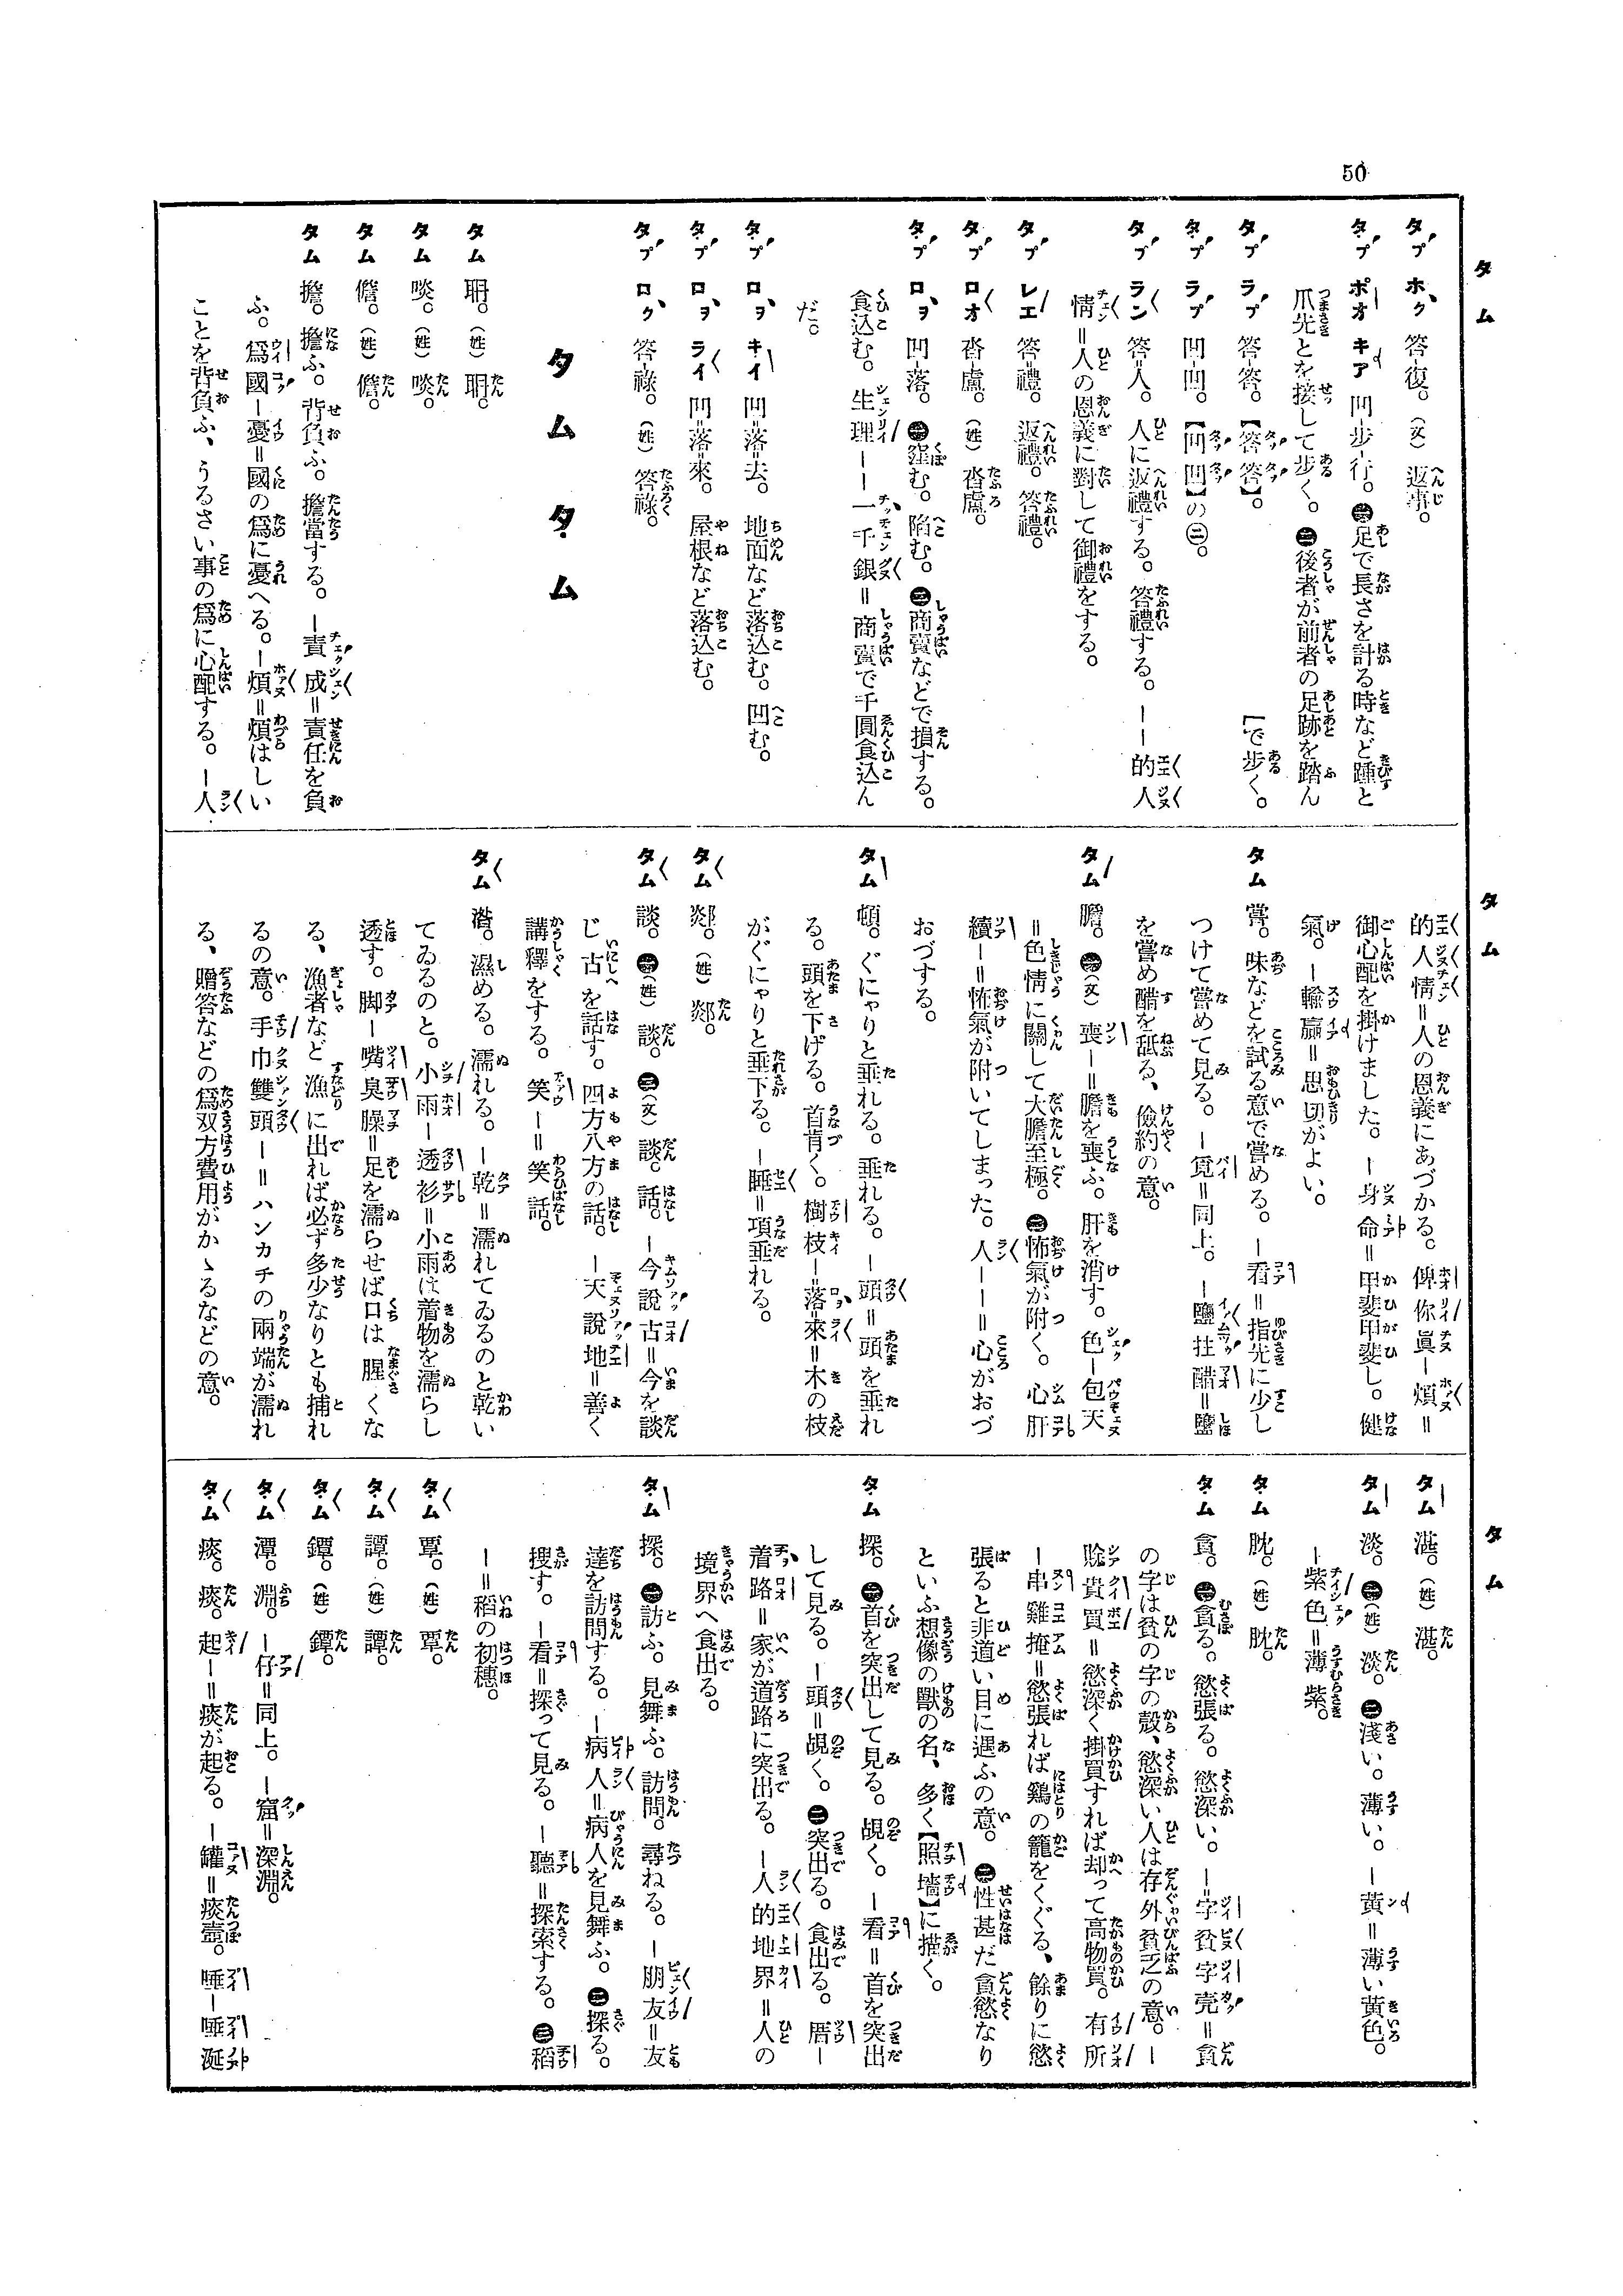 50
タム
タム
タム
タプ ホク 答-復。(文)返事。
タプ ポオ キア 凹-步-行。㊀足で長さを計る時など踵と
爪先とを接して步く。㊁後者が前者の足跡を踏ん
タプ ラプ 答-答。【答答】。 [で步く。
タプ ラプ 凹-凹。【凹凹】の㊁。
タプ ラン 答=人。人に返禮する。答禮する。——的人
情=人の恩義に對して御禮をする。
タプ レエ 答=禮。返禮。答禮。
タプ ロオ 沓-盧。(姓)沓盧。
タプ ロヲ 凹-落。㊀窪む。陷む。㊁商賣などで損する。
食込む。生理——一千銀=商賣で千圓食込ん
だ。
タプ ロヲ キイ 凹=落=去。地面など落込む。凹む。
タプ ロヲ ライ 凹=落=來。屋根など落込む。
タプ ロク 答-祿。(姓)答祿。
タム タム
タム 聃。(姓)聃。
タム 啖。(姓)啖。
タム 儋。(姓)儋。
タム 擔。擔ふ。背負ふ。擔當する。—責成=責任を負
ふ。爲國—憂=國の爲に憂へる。—煩=煩はしい
ことを背負ふ、うるさい事の爲に心配する。—人
的人情=人の恩義にあづかる。俾你眞—煩=
御心配を掛けました。—身命=甲斐甲斐し。健
氣。—輸贏=思切がよい。
タム 嘗。味などを試る意で嘗める。—看=指先に少し
つけて嘗めて見る。—覓=同上。—鹽拄醋=鹽
を嘗め醋を舐る、儉約の意。
タム 膽。㊀(文)喪—=膽を喪ふ。肝を消す。色—包天
=色情に關して大膽至極。㊁怖氣が附く。心肝
續—=怖氣が附いてしまった。人——=心がおづ
おづする。
タム 頓。ぐにゃりと垂れる。垂れる。—頭=頭を垂れ
る。頭を下げる。首肯く。樹枝—落=來=木の枝
がぐにゃりと垂下る。—睡=項垂れる。
タム 郯。(姓)郯。
タム 談。㊀(姓)談。㊁(文)談。話。—今說古=今を談
じ古を話す。四方八方の話。—天說地=善く
講釋をする。笑—=笑話。
タム 濳。濕める。濡れる。—乾=濡れてゐるのと乾い
てゐるのと。小雨—透衫=小雨は着物を濡らし
透す。脚—嘴臭臊=足を濡らせば口は腥くな
る、漁者など漁に出れば必ず多少なりとも捕れ
るの意。手巾雙頭—=ハンカチの兩端が濡れ
る、贈答などの爲双方費用がかゝるなどの意。
タム 湛。(姓)湛。
タム 淡。㊀(姓)淡。㊁淺い。薄い。—黃=薄い黃色。
—紫色=薄紫。
タム 耽。(姓)耽。
タム 貪。㊀貪る。慾張る。慾深い。—=字貧字壳=貪
の字は貧の字の殼、慾深い人は存外貧乏の意。—
賖貴買=慾深く掛買すれば却って高物買。有所
—串雞掩=慾張れば鷄の籠をくぐる、餘りに慾
張ると非道い目に遇ふの意。㊁性甚だ貪慾なり
といふ想像の獸の名、多く【照墻】に描く。
タム 探。㊀首を突出して見る。覗く。—看=首を突出
して見る。—頭=覗く。㊁突出る。食出る。厝—
着路=家が道路に突出る。—人的地界=人の
境界へ食出る。
タム 探。㊀訪ふ。見舞ふ。訪問。尋ねる。—朋友=友
達を訪問する。—病人=病人を見舞ふ。㊁探る。
搜す。—看=探って見る。—聽=探索する。㊂稻
—=稻の初穗。
タム 覃。(姓)覃。
タム 譚。(姓)譚。
タム 鐔。(姓)鐔。
タム 潭。淵。—仔=同上。—窟=深淵。
タム 痰。痰。起—=痰が起る。—罐=痰壺。唾—唾涎